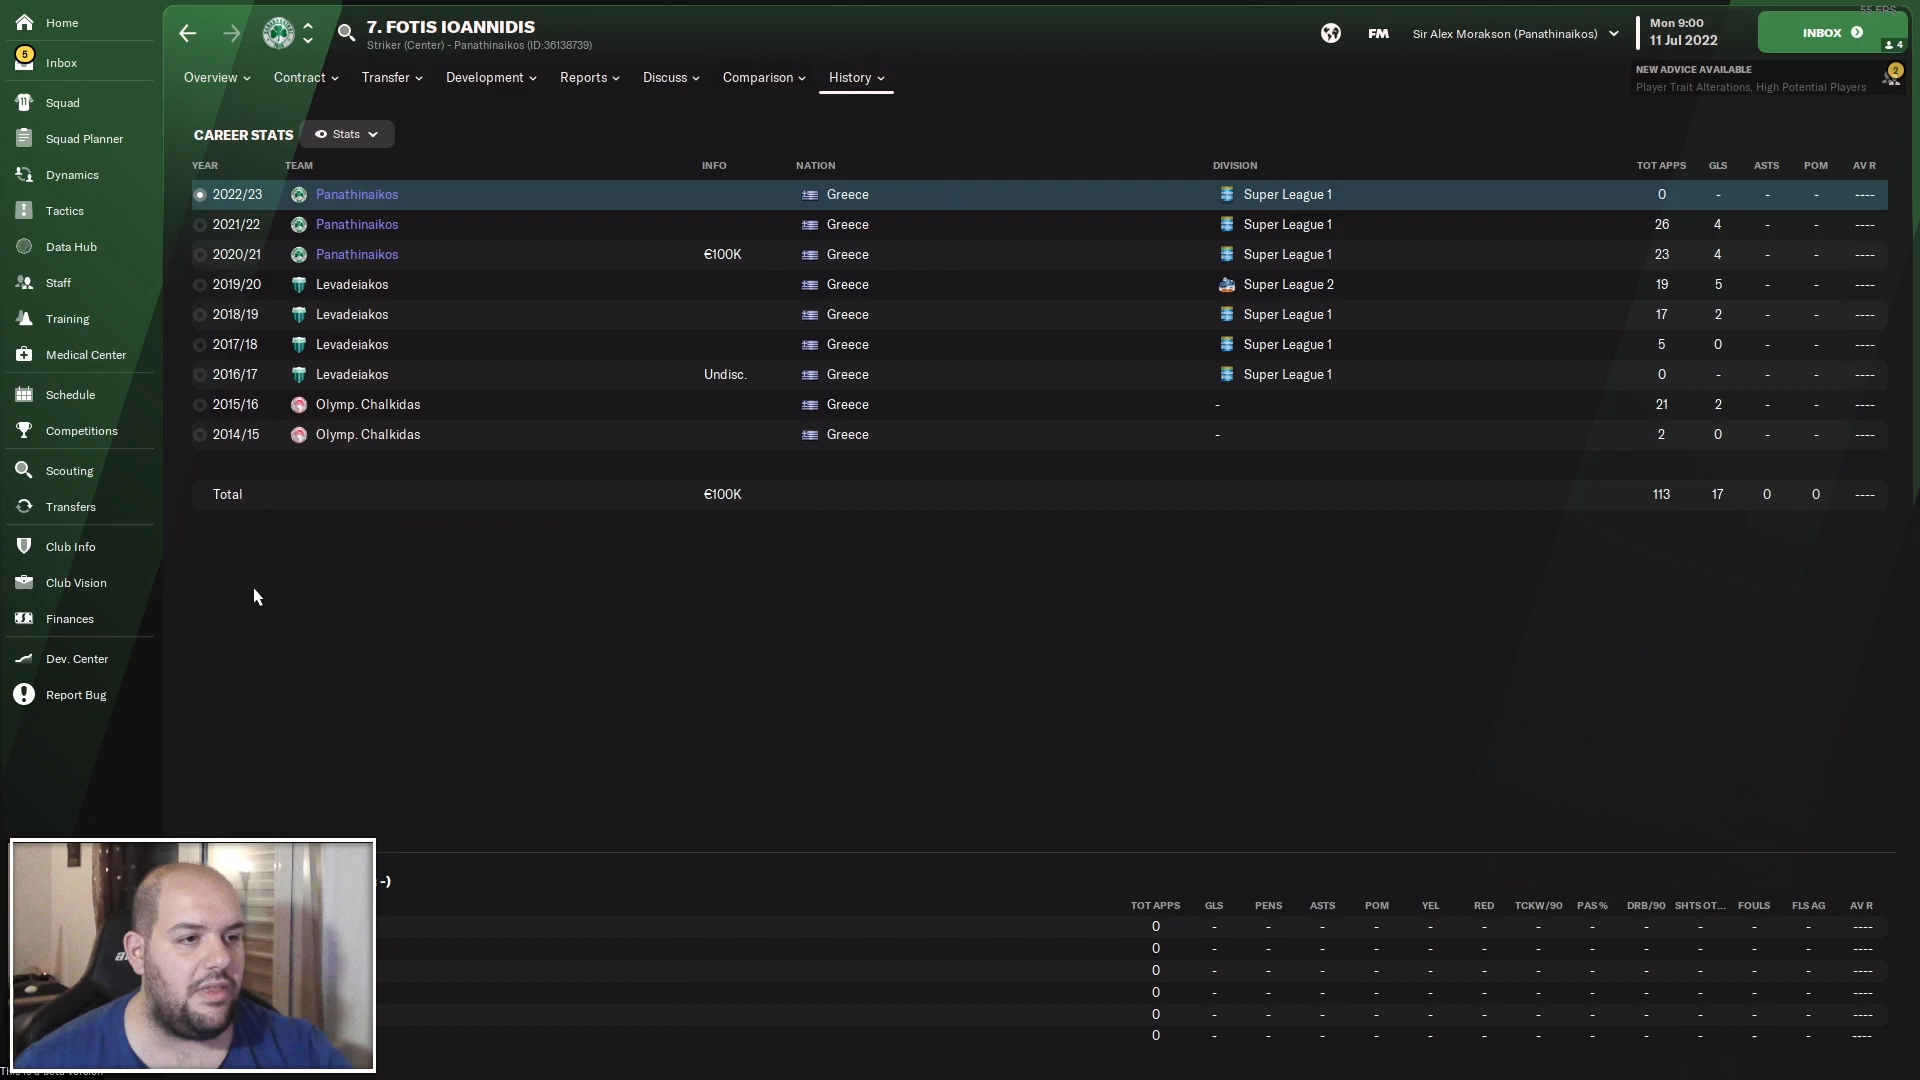 55 FPS
Home
5
Inbox
Squad
Squad Planner
Dynamics
Tactics
Data Hub
Staff
Training
Medical Center
Schedule
Competitions
Scouting
Transfers
Club Info
Club Vision
Finances
Dev. Center
Report Bug
7. FOTIS IOANNIDIS
Striker (Center) - Panathinaikos (ID:36138739)
FM
Sir Alex Morakson (Panathinaikos)
Mon 9:00
11 Jul 2022
INBOX
4
Overview Contract Transfer Development Reports Discuss Comparison History
NEW ADVICE AVAILABLE
2
Player Trait Alterations, High Potential Players
CAREER STATS Stats
YEAR TEAM INFO NATION DIVISION TOT APPS GLS ASTS POM AV R
2022/23 Panathinaikos Greece Super League 1 0 - - - ----
2021/22 Panathinaikos Greece Super League 1 26 4 - - ----
2020/21 Panathinaikos €100K Greece Super League 1 23 4 - - ----
2019/20 Levadeiakos Greece Super League 2 19 5 - - ----
2018/19 Levadeiakos Greece Super League 1 17 2 - - ----
2017/18 Levadeiakos Greece Super League 1 5 0 - - ----
2016/17 Levadeiakos Undisc. Greece Super League 1 0 - - - ----
2015/16 Olymp. Chalkidas Greece - 21 2 - - ----
2014/15 Olymp. Chalkidas Greece - 2 0 - - ----
Total €100K 113 17 0 0 ----
-)
TOT APPS GLS PENS ASTS POM YEL RED TCKW/90 PAS % DRB/90 SHTS OT... FOULS FLS AG AV R
0 - - - - - - - - - - - - ----
0 - - - - - - - - - - - - ----
0 - - - - - - - - - - - - ----
0 - - - - - - - - - - - - ----
0 - - - - - - - - - - - - ----
0 - - - - - - - - - - - - ----